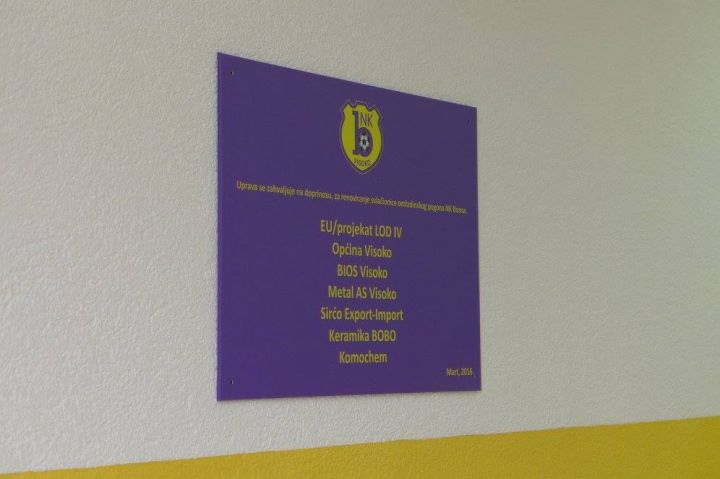 NK
b
VISOKO
Uprava se zahvaljuje na doprinosu, za renoviranje svlačionice omladinskog pogona NK Bosna.
EU/projekat LOD IV
Općina Visoko
BIOS Visoko
Metal AS Visoko
Sirćo Export-Import
Keramika BOBO
Komochem
Mart, 2016